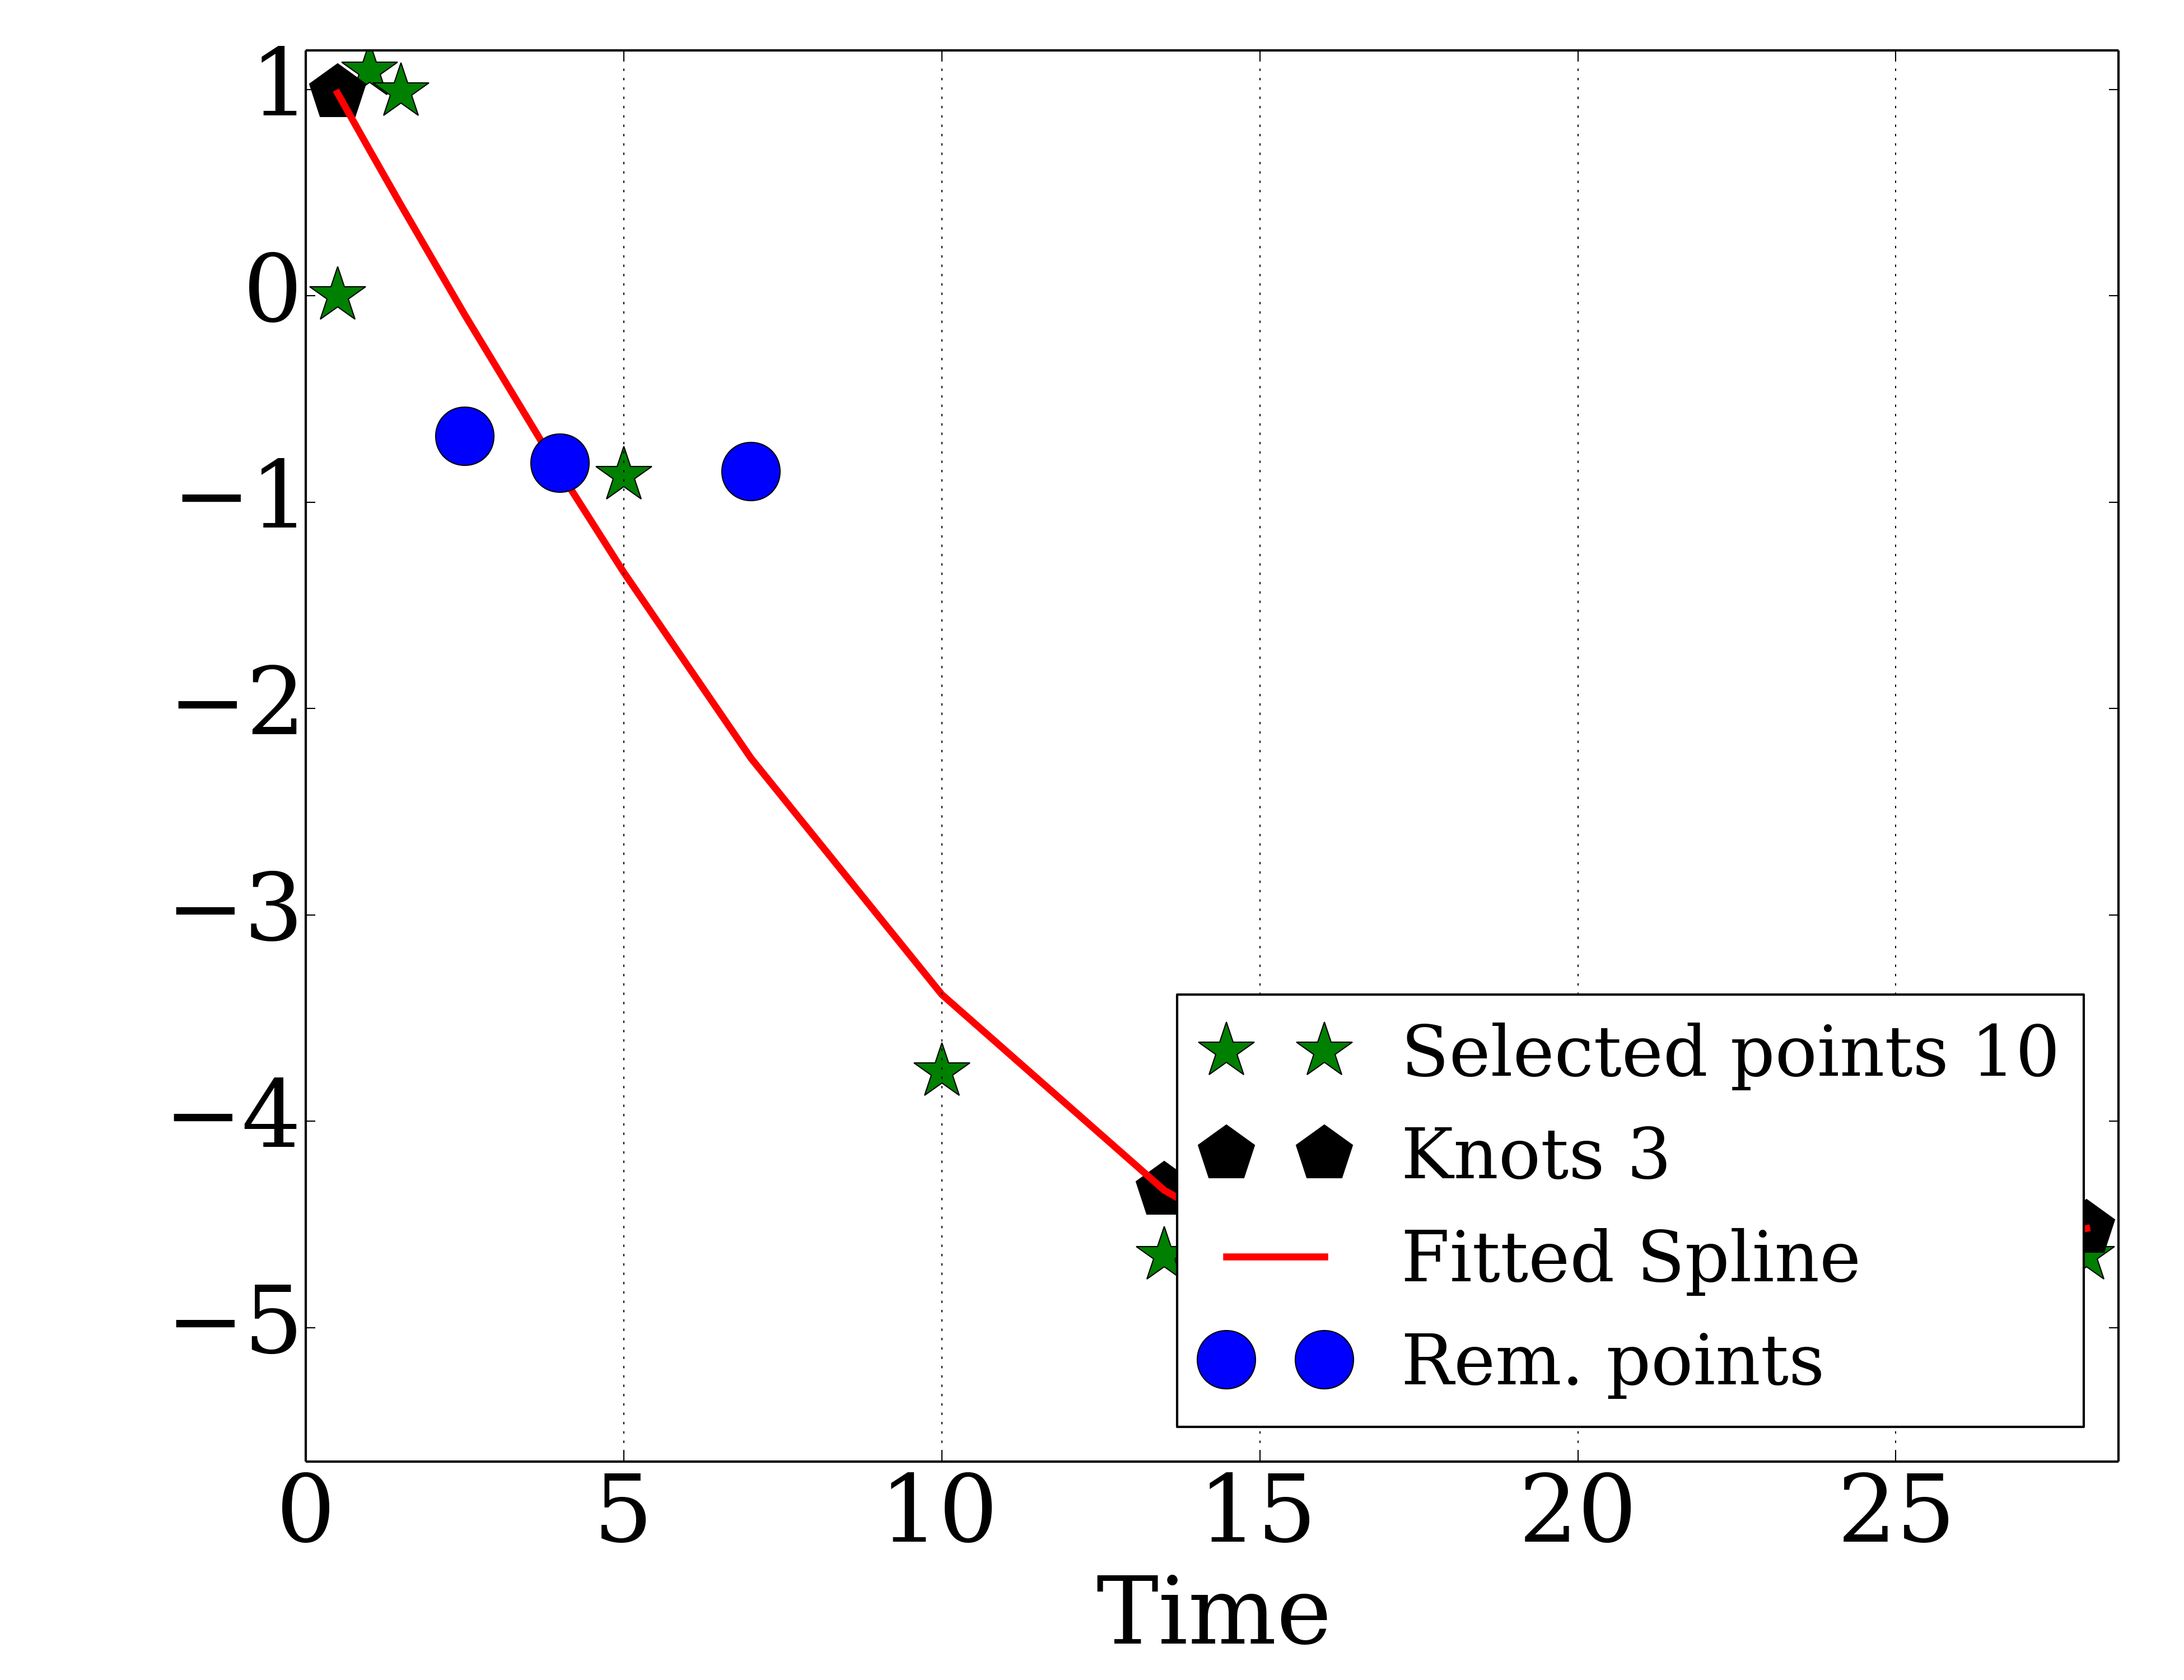 1
0
−1
−2
−3
−4
−5
Selected points 10
Knots 3
Fitted Spline
Rem. points
0 5 10 15 20 25
Time